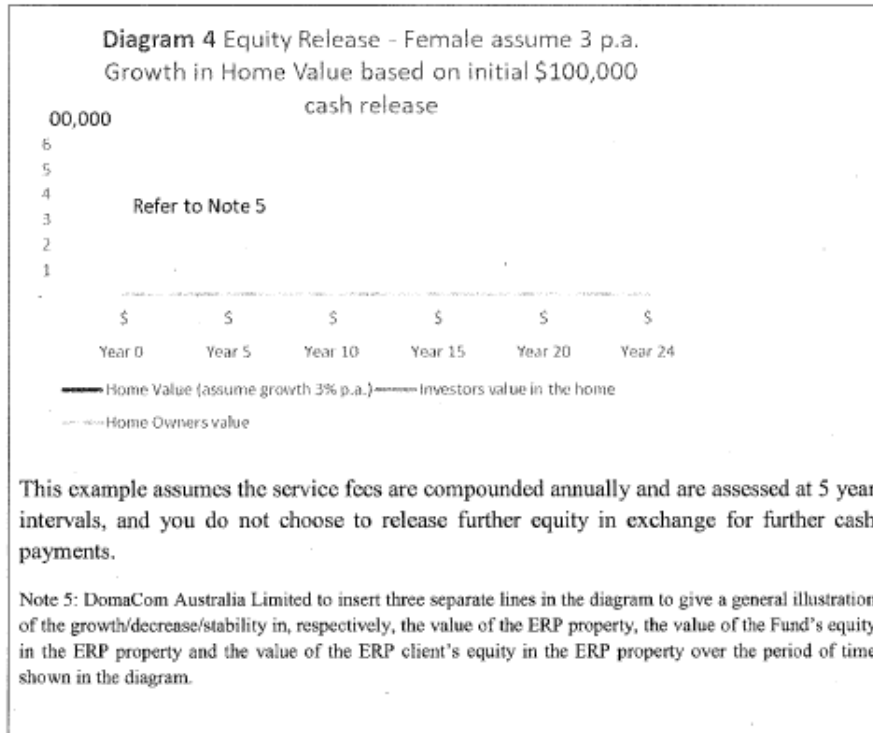 Diagram 4 Equity Release - Female assume 3 p.a.
Growth in Home Value based on initial $100,000
cash release
00,000
6
5
4
Refer to Note 5
3
2
1
-
$ $ $ $ $ $
Year 0 Year 5 Year 10 Year 15 Year 20 Year 24
Home Value (assume growth 3% p.a.) Investors value in the home
Home Owners value
This example assumes the service fees are compounded annually and are assessed at 5 year
intervals, and you do not choose to release further equity in exchange for further cash
payments.
Note 5: DomaCom Australia Limited to insert three separate lines in the diagram to give a general illustration
of the growth/decrease/stability in, respectively, the value of the ERP property, the value of the Fund's equity
in the ERP property and the value of the ERP client's equity in the ERP property over the period of time
shown in the diagram.